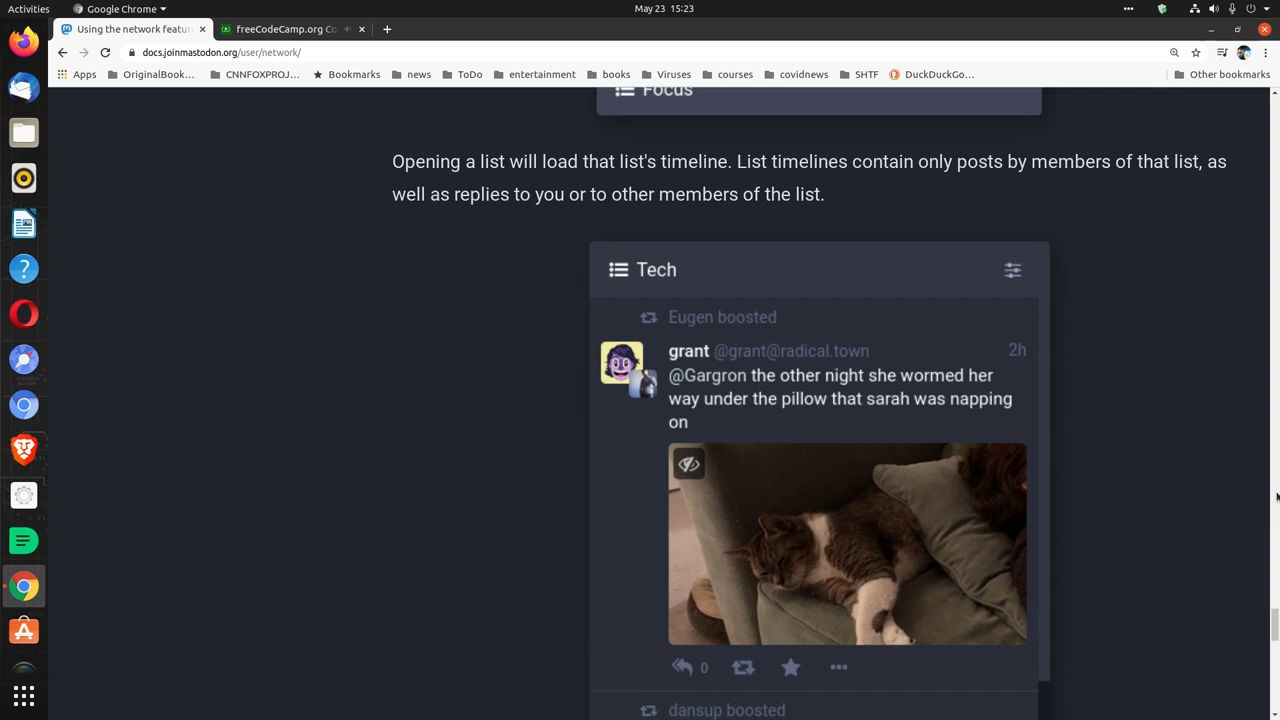 Activities
Google Chrome
May 23 15:23
Using the network featur
freeCodeCamp.org Co
docs.joinmastodon.org/user/network/
Apps
OriginalBook...
CNNFOXPROJ...
Bookmarks
news
ToDo
entertainment
books
Viruses
courses
covidnews
SHTF
DuckDuckGo...
Other bookmarks
Focus
Opening a list will load that list's timeline. List timelines contain only posts by members of that list, as
well as replies to you or to other members of the list.
Tech
Eugen boosted
grant @grant@radical.town 2h
@Gargron the other night she wormed her
way under the pillow that sarah was napping
on
0
dansup boosted